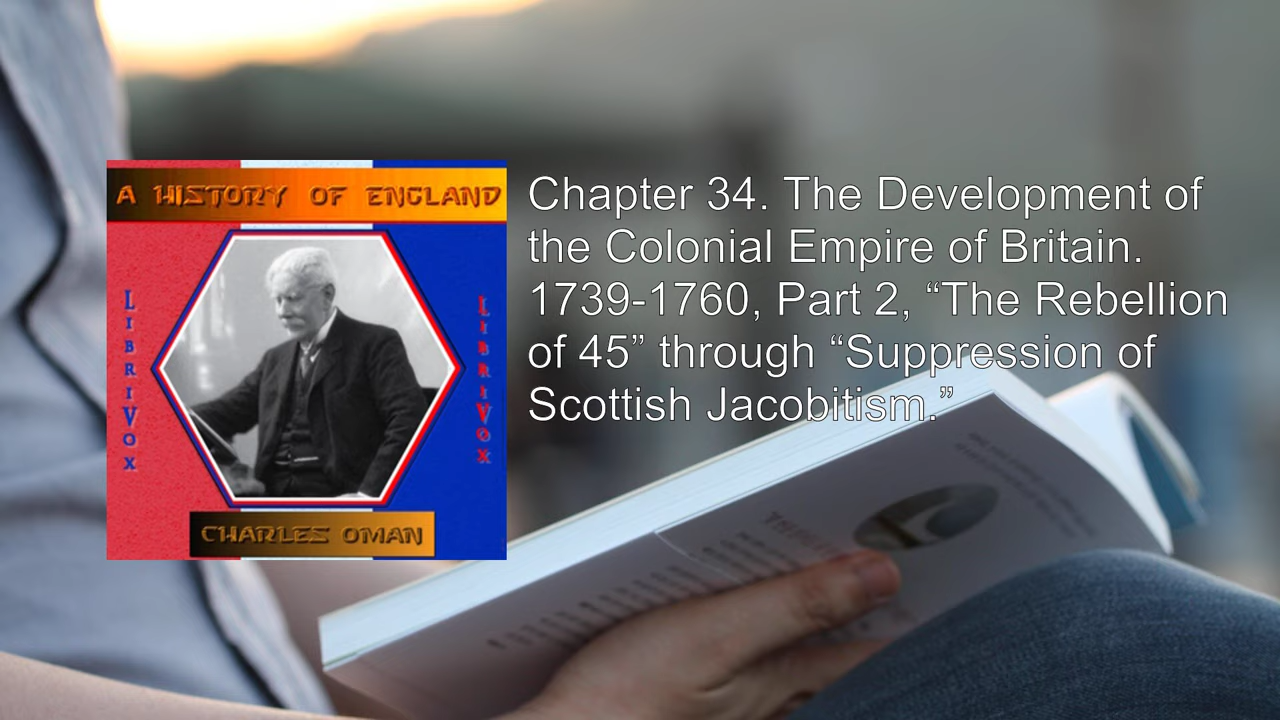 A HISTORY OF ENGLAND
LIBRIVOX
LIBRIVOX
CHARLES OMAN
Chapter 34. The Development of
the Colonial Empire of Britain.
1739-1760, Part 2, “The Rebellion
of 45” through “Suppression of
Scottish Jacobitism.”